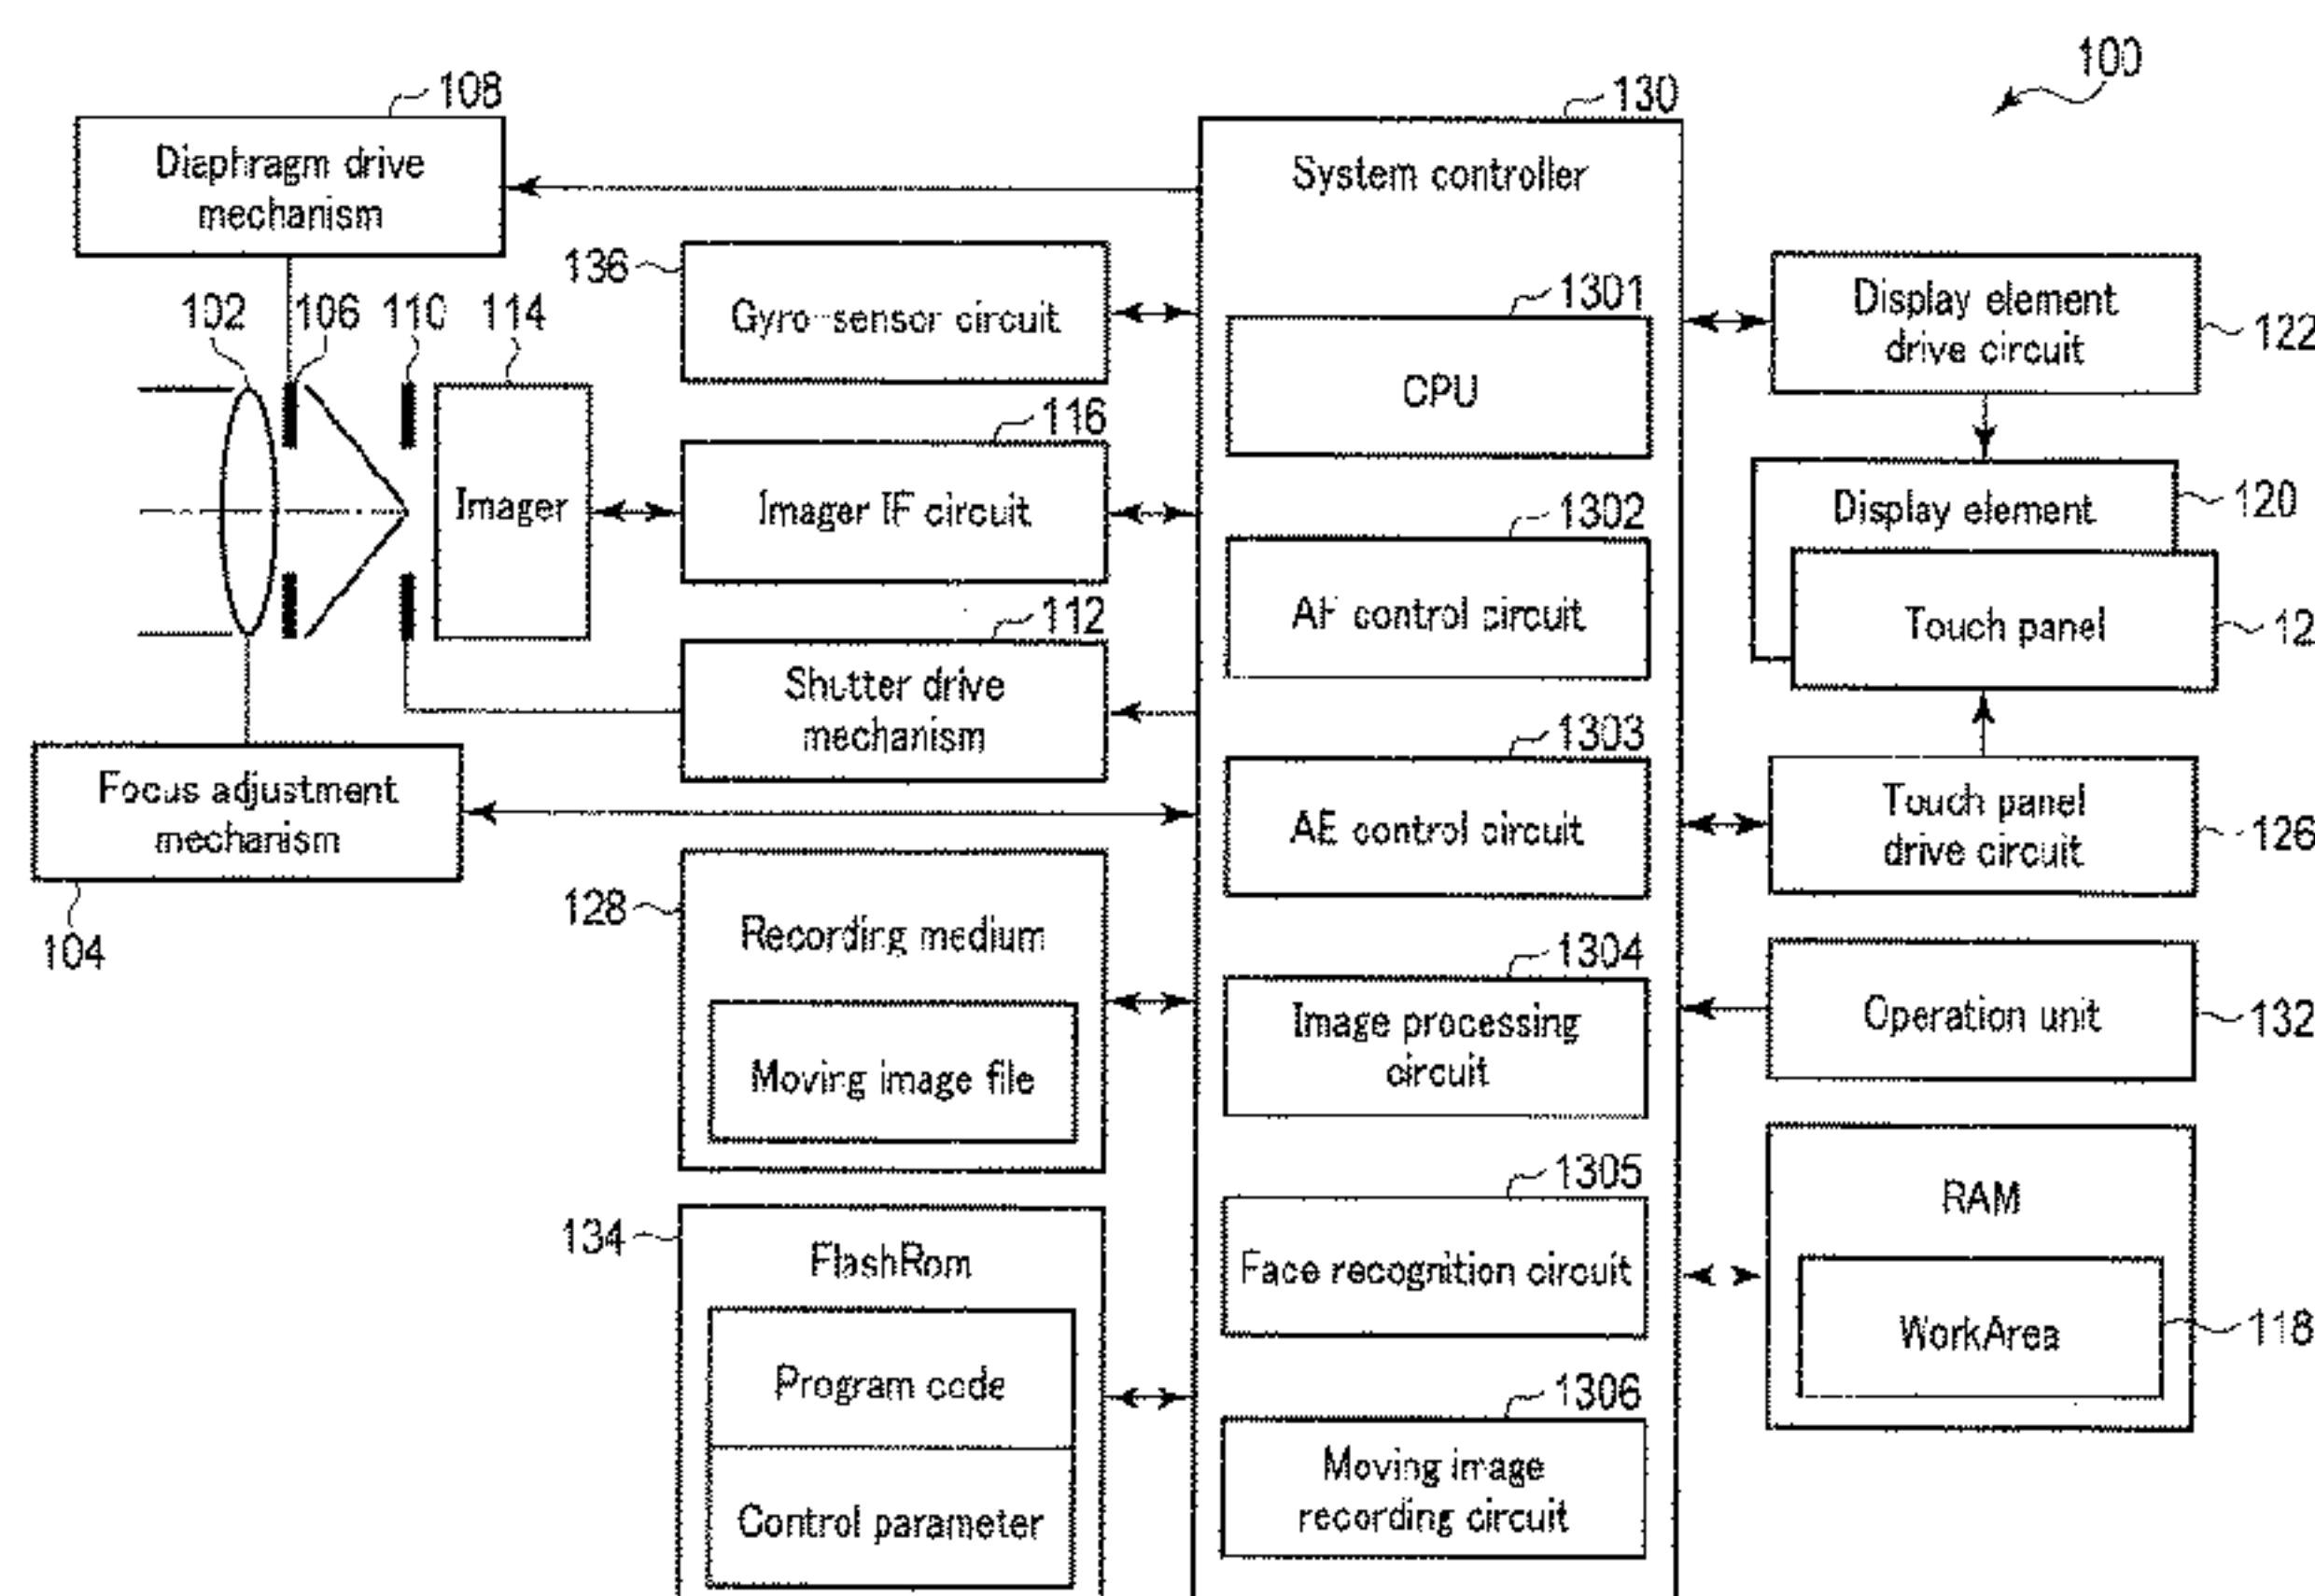 100
108
130
Diaphragm drive
mechanism
System controller
136
Gyro-sensor circuit
1301
CPU
Display element
drive circuit
122
102
106
110
114
116
Imager
Imager IF circuit
1302
AF control circuit
Display element
120
Touch panel
112
Shutter drive
mechanism
1303
AE control circuit
Focus adjustment
mechanism
104
Touch panel
drive circuit
126
128
Recording medium
Moving image file
1304
Image processing
circuit
Operation unit
132
134
FlashRom
Program code
Control parameter
1305
Face recognition circuit
RAM
WorkArea
118
1306
Moving image
recording circuit